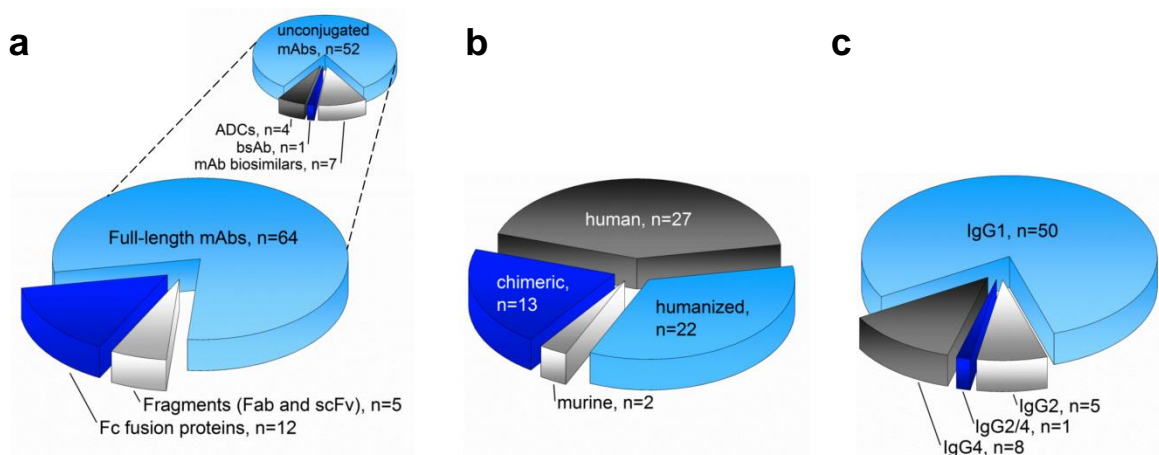 a
unconjugated
mAbs, n=52
ADCs, n=4
bsAb, n=1
mAb biosimilars, n=7
Full-length mAbs, n=64
Fragments (Fab and scFv), n=5
Fc fusion proteins, n=12
b
human, n=27
chimeric,
n=13
humanized,
n=22
murine, n=2
c
IgG1, n=50
IgG2, n=5
IgG2/4, n=1
IgG4, n=8